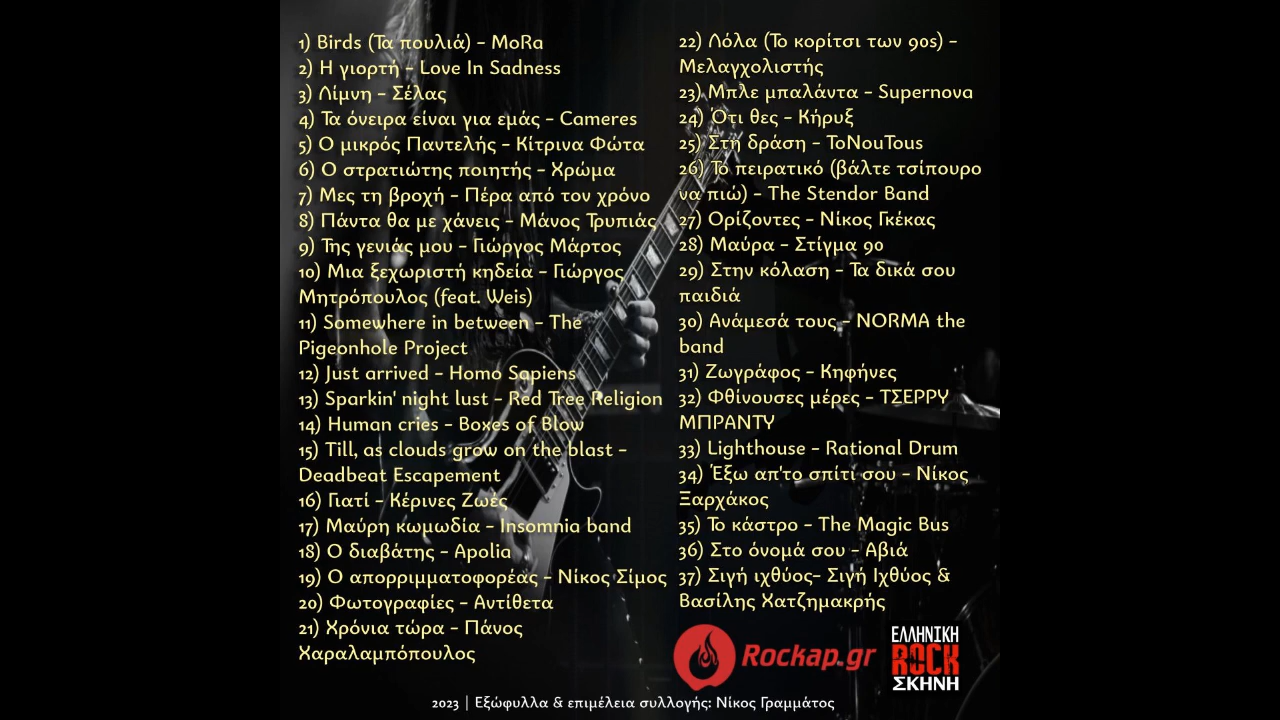 1) Birds (Τα πουλιά) - MoRa
2) Η γιορτή - Love In Sadness
3) Λίμνη - Σέλας
4) Τα όνειρα είναι για εμάς - Cameres
5) Ο μικρός Παντελής - Κίτρινα Φώτα
6) Ο στρατιώτης ποιητής - Χρώμα
7) Μες τη βροχή - Πέρα από τον χρόνο
8) Πάντα θα με χάνεις - Μάνος Τρυπιάς
9) Της γενιάς μου - Γιώργος Μάρτος
10) Μια ξεχωριστή κηδεία - Γιώργος
Μητρόπουλος (feat. Weis)
11) Somewhere in between - The
Pigeonhole Project
12) Just arrived - Homo Sapiens
13) Sparkin' night lust - Red Tree Religion
14) Human cries - Boxes of Blow
15) Till, as clouds grow on the blast -
Deadbeat Escapement
16) Γιατί - Κέρινες Ζωές
17) Μαύρη κωμωδία - Insomnia band
18) Ο διαβάτης - Apolia
19) Ο απορριμματοφορέας - Νίκος Σίμος
20) Φωτογραφίες - Αντίθετα
21) Χρόνια τώρα - Πάνος
Χαραλαμπόπουλος
22) Λόλα (Το κορίτσι των 90s) -
Μελαγχολιστής
23) Μπλε μπαλάντα - Supernova
24) Ότι θες - Κήρυξ
25) Στη δράση - ToNouTous
26) Το πειρατικό (βάλτε τσίπουρο
να πιώ) - The Stendor Band
27) Ορίζοντες - Νίκος Γκέκας
28) Μαύρα - Στίγμα 90
29) Στην κόλαση - Τα δικά σου
παιδιά
30) Ανάμεσά τους - NORMA the
band
31) Ζωγράφος - Κηφήνες
32) Φθίνουσες μέρες - ΤΣΕΡΡΥ
ΜΠΡΑΝΤΥ
33) Lighthouse - Rational Drum
34) Έξω απ'το σπίτι σου - Νίκος
Ξαρχάκος
35) Το κάστρο - The Magic Bus
36) Στο όνομά σου - Αβιά
37) Σιγή ιχθύος- Σιγή Ιχθύος &
Βασίλης Χατζημακρής
Rockap.gr
ΕΛΛΗΝΙΚΗ
ROCK
ΣΚΗΝΗ
2023 | Εξώφυλλα & επιμέλεια συλλογής: Νίκος Γραμμάτος